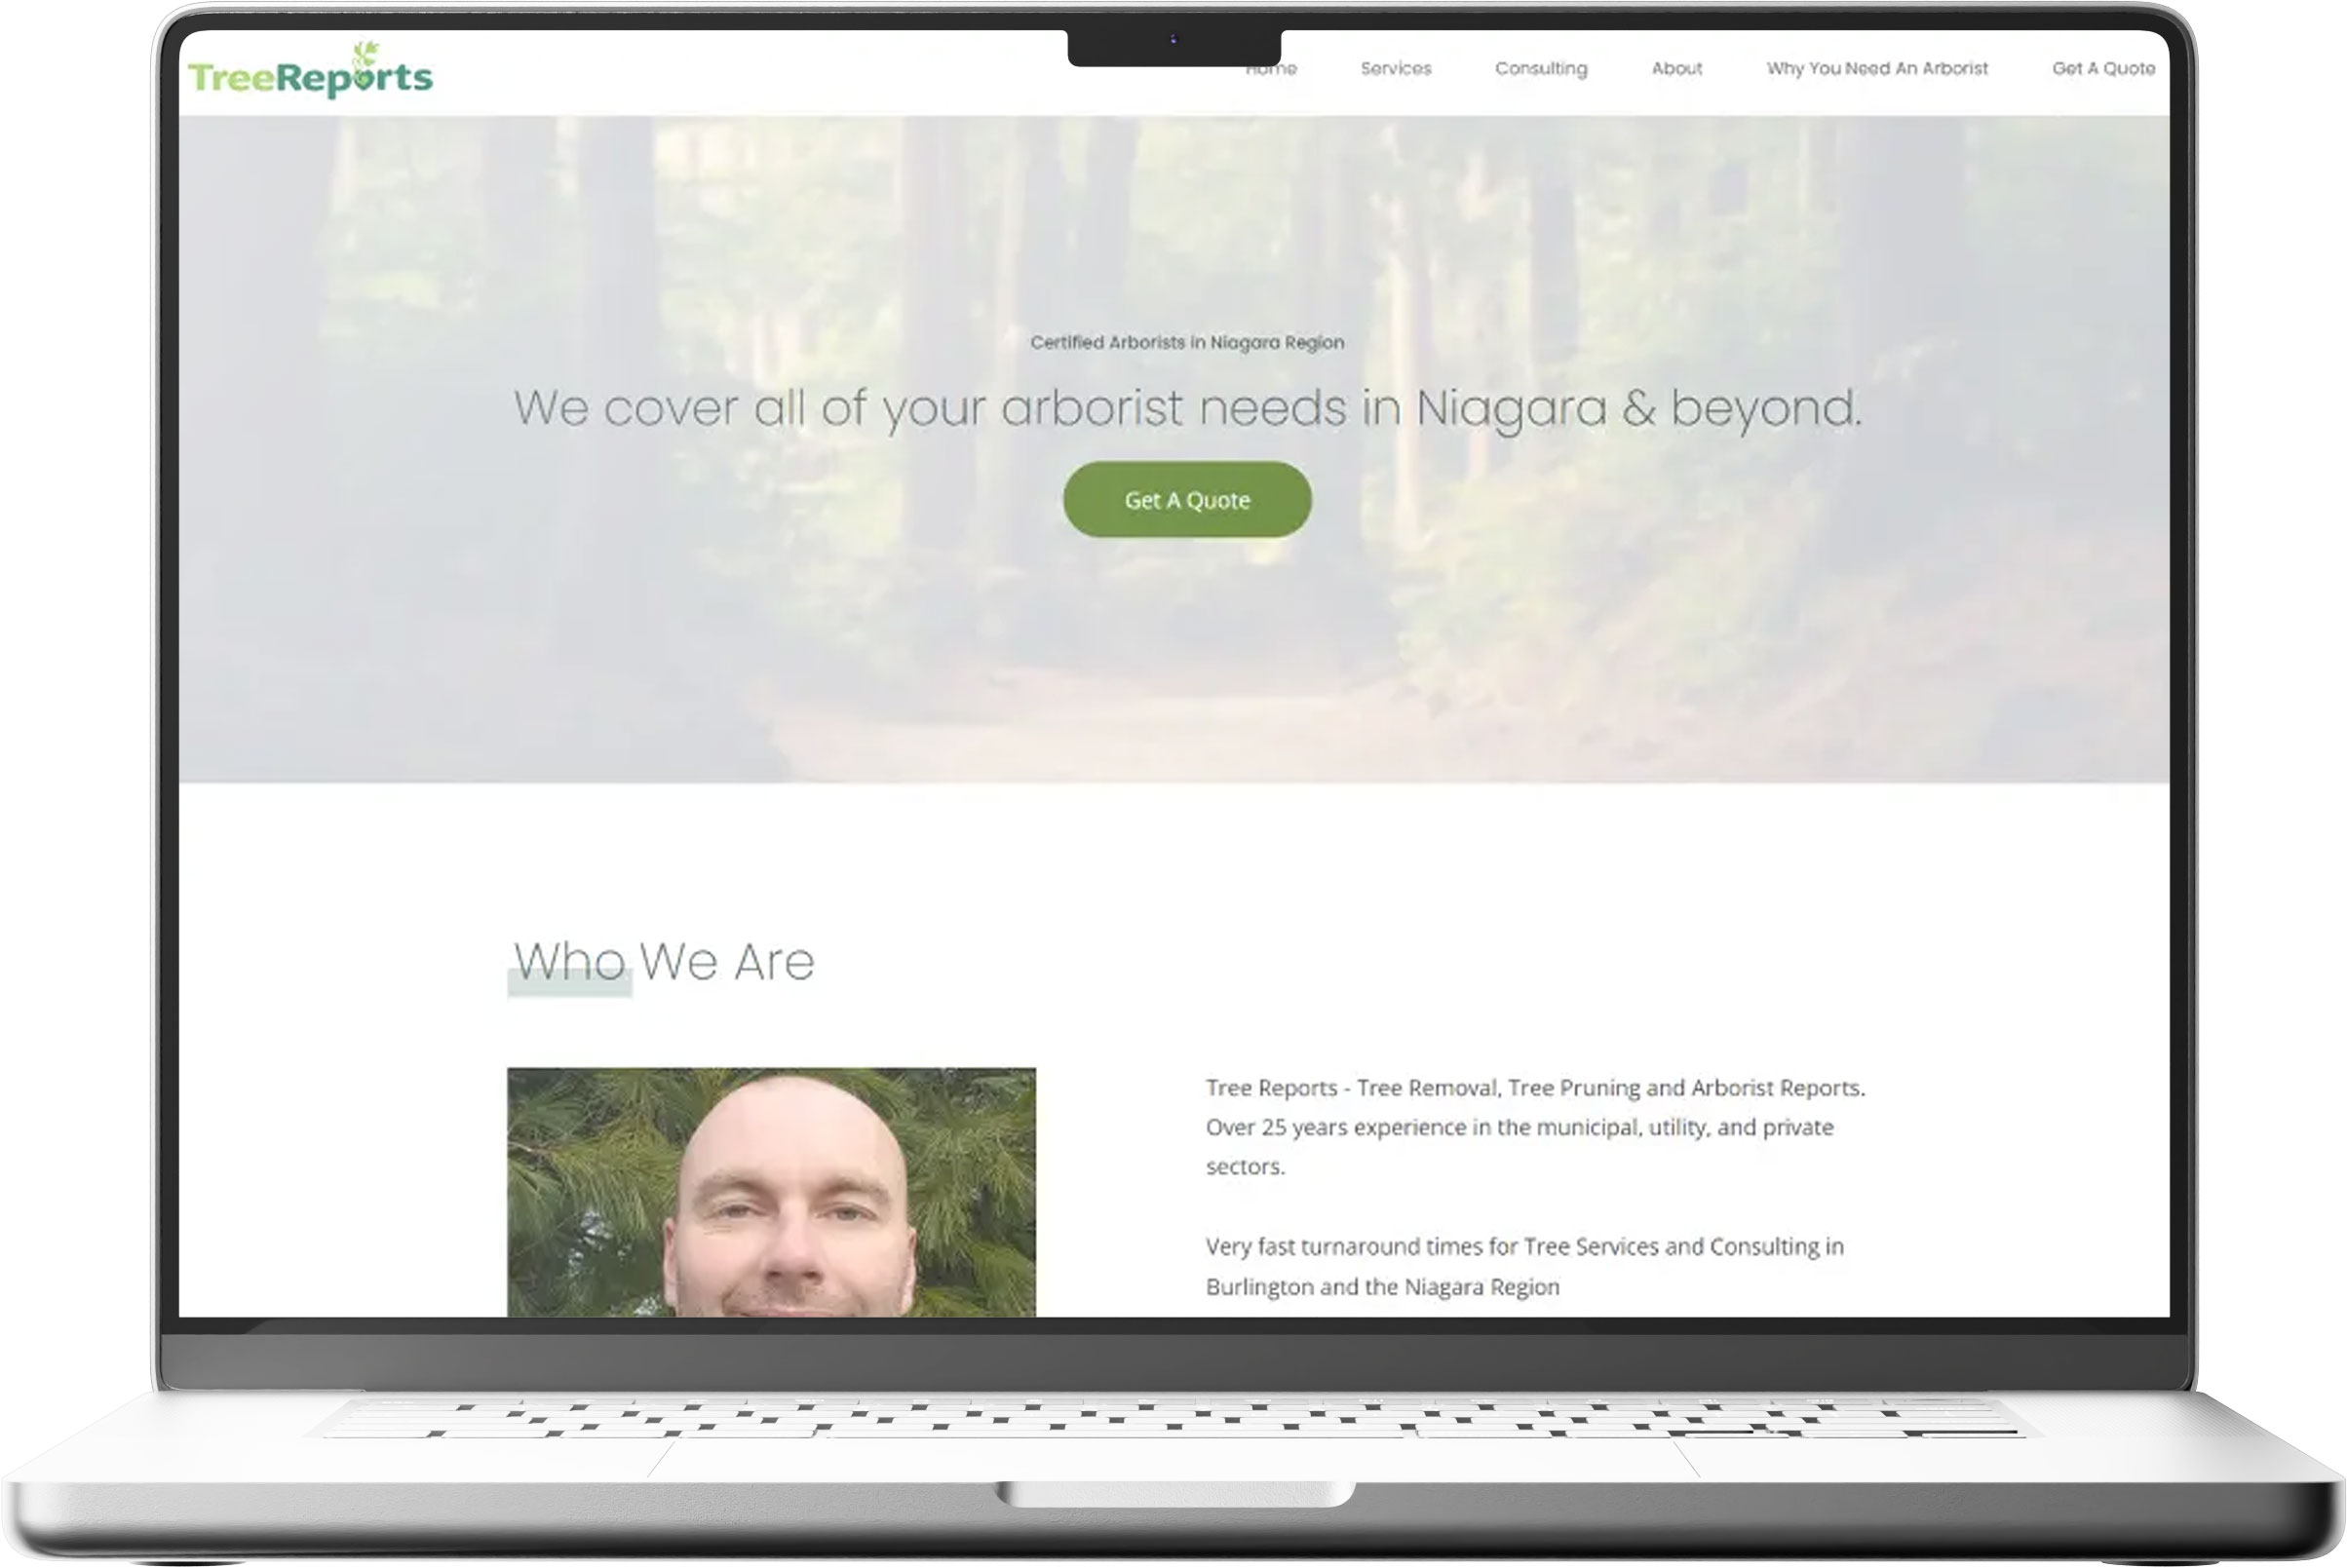 TreeReports
Home Services Consulting About Why You Need An Arborist Get A Quote
Certified Arborists in Niagara Region
We cover all of your arborist needs in Niagara & beyond.
Get A Quote
Who We Are
Tree Reports - Tree Removal, Tree Pruning and Arborist Reports.
Over 25 years experience in the municipal, utility, and private
sectors.
Very fast turnaround times for Tree Services and Consulting in
Burlington and the Niagara Region